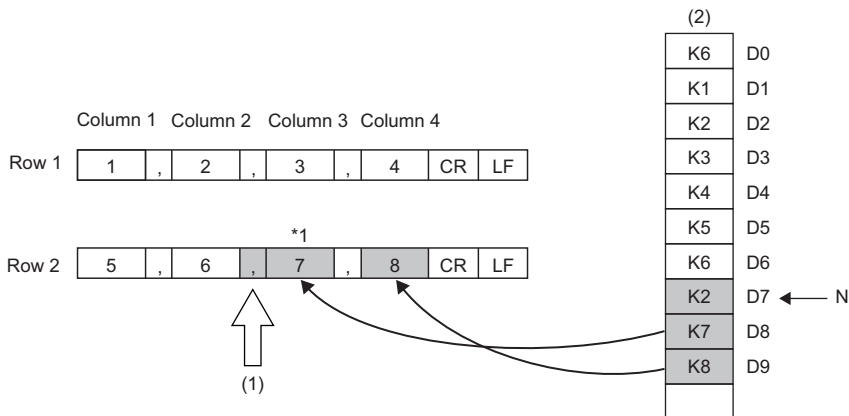 (2)
K6 D0
K1 D1
Column 1 Column 2 Column 3 Column 4
K2 D2
Row 1 1 , 2 , 3 , 4 CR LF
K3 D3
K4 D4
K5 D5
*1
K6 D6
Row 2 5 , 6 , 7 , 8 CR LF
K2 D7 N
K7 D8
K8 D9
(1)